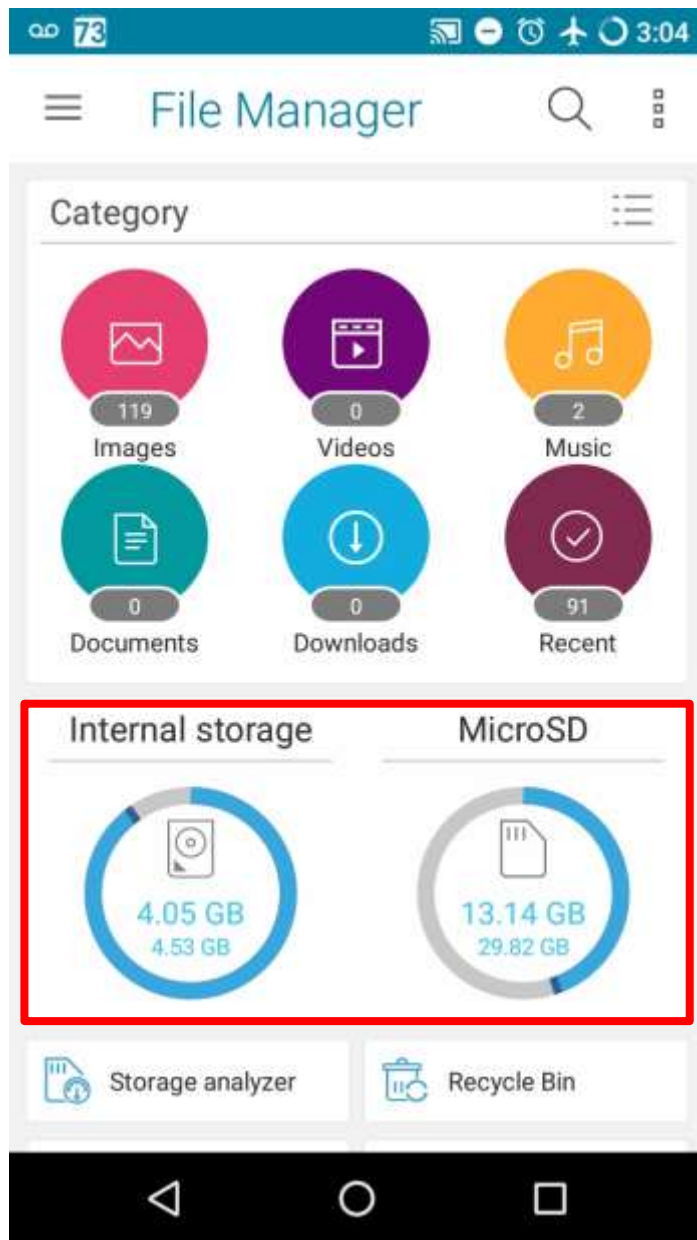 73 3:04
File Manager
Category
119 0 2
Images Videos Music
0 0 91
Documents Downloads Recent
Internal storage MicroSD
4.05 GB 13.14 GB
4.53 GB 29.82 GB
Storage analyzer Recycle Bin